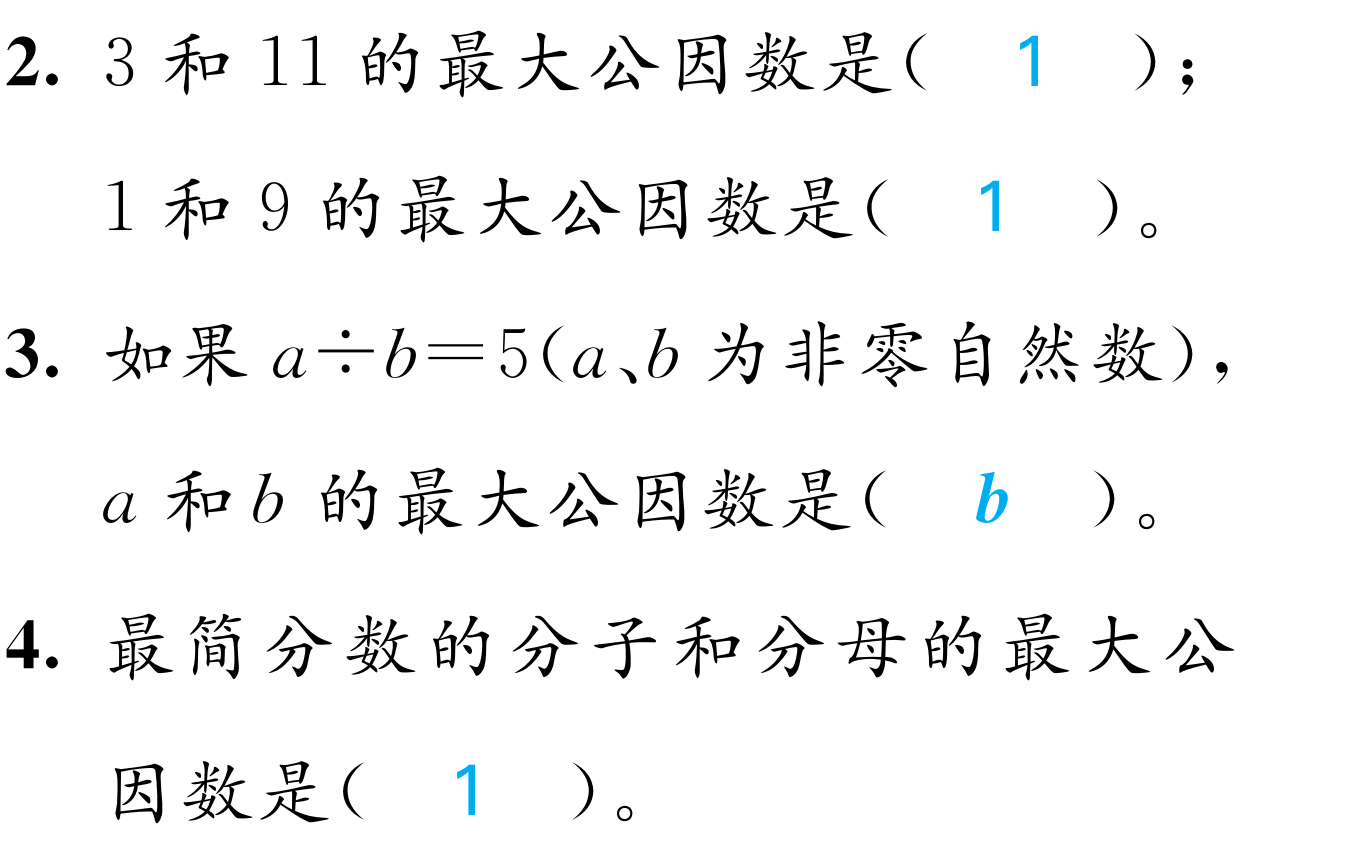 2. 3 和 11 的最大公因数是( 1 );
1 和 9 的最大公因数是( 1 )。
3. 如果 a÷b=5(a、b 为非零自然数),
a 和 b 的最大公因数是( b )。
4. 最简分数的分子和分母的最大公
因数是( 1 )。